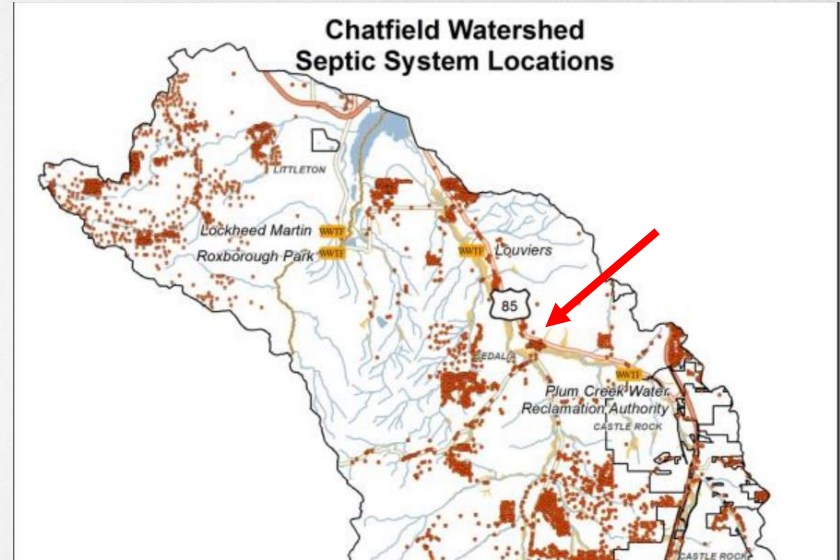 Chatfield Watershed
Septic System Locations
LITTLETON
Lockheed Martin
WWTF
Roxborough Park
WWTF
WWTF
Louviers
85
SEDALIA
WWTF
Plum Creek Water
Reclamation Authority
CASTLE ROCK
CASTLE ROCK